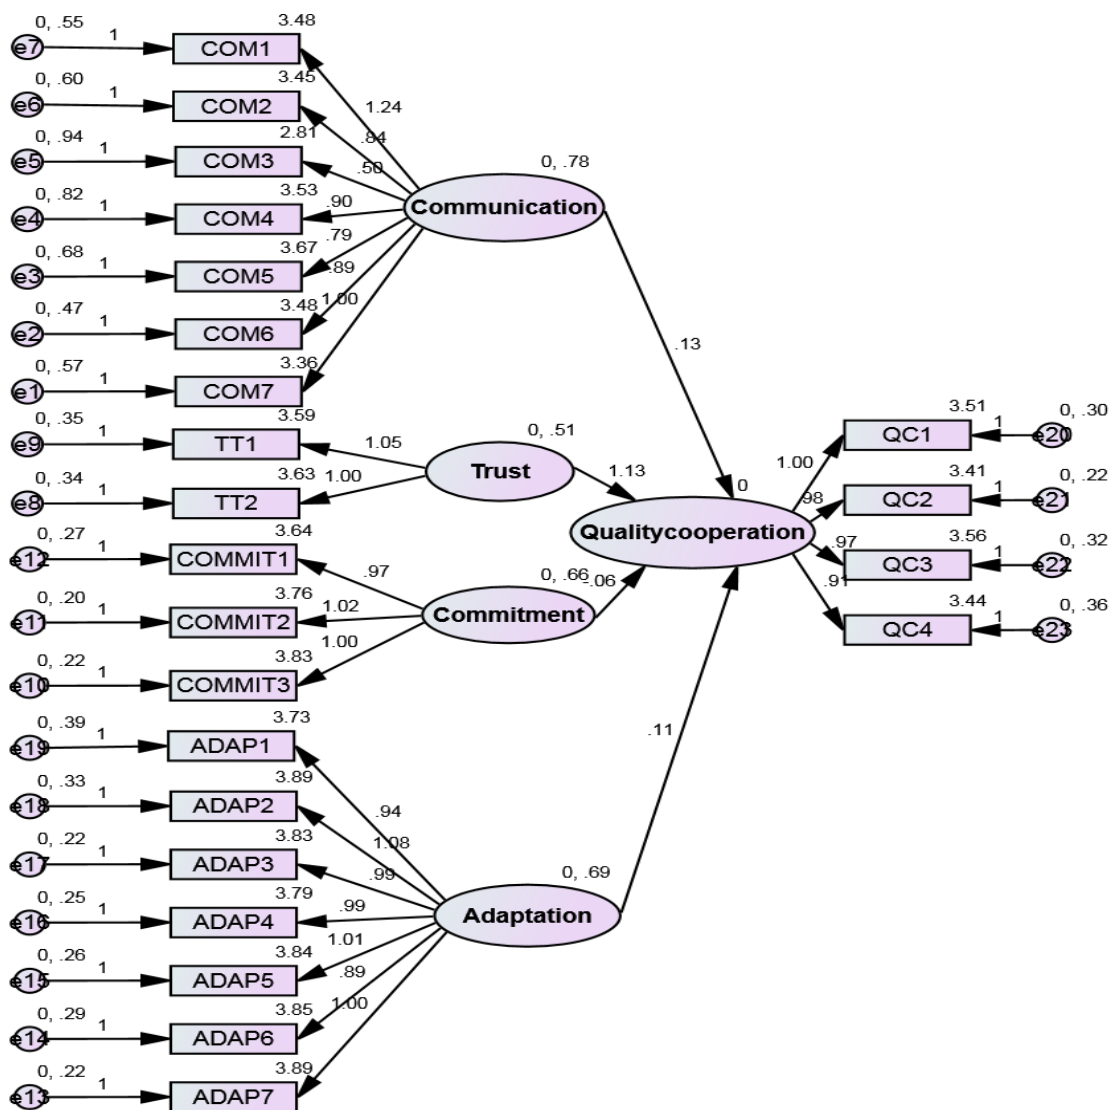 0, .55
1
3.48
e7
COM1
0, .60
1
3.45
e6
COM2
1.24
.84
0, .94
1
2.81
e5
COM3
.50
0, .78
0, .82
1
3.53
e4
COM4
.90
Communication
0, .68
1
3.67
e3
COM5
.79
.89
0, .47
1
3.48
1.00
e2
COM6
0, .57
1
3.36
e1
COM7
.13
0, .35
1
3.59
e9
TT1
1.05
0, .51
3.51
1
0, .30
QC1
e20
0, .34
1
3.63
1.00
e8
TT2
Trust
1.13
0
1.00
3.41
1
0, .22
.98
QC2
e21
0, .27
1
3.64
e12
COMMIT1
.97
Qualitycooperation
.97
3.56
1
0, .32
QC3
e22
0, .20
1
3.76
1.02
0, .66
.06
.91
e11
COMMIT2
Commitment
3.44
1
0, .36
QC4
e23
0, .22
1
3.83
1.00
e10
COMMIT3
0, .39
1
3.73
e19
ADAP1
.11
0, .33
1
3.89
e18
ADAP2
.94
1.08
0, .22
1
3.83
e17
ADAP3
.99
0, .69
0, .25
1
3.79
.99
e16
ADAP4
Adaptation
0, .26
1
3.84
1.01
e15
ADAP5
.89
0, .29
1
3.85
1.00
e14
ADAP6
0, .22
1
3.89
e13
ADAP7